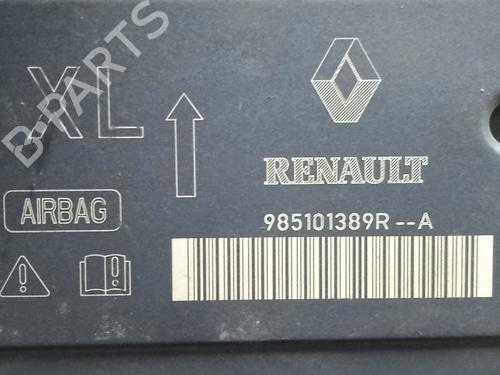 B-PARTS
XL
RENAULT
AIRBAG
985101389R--A